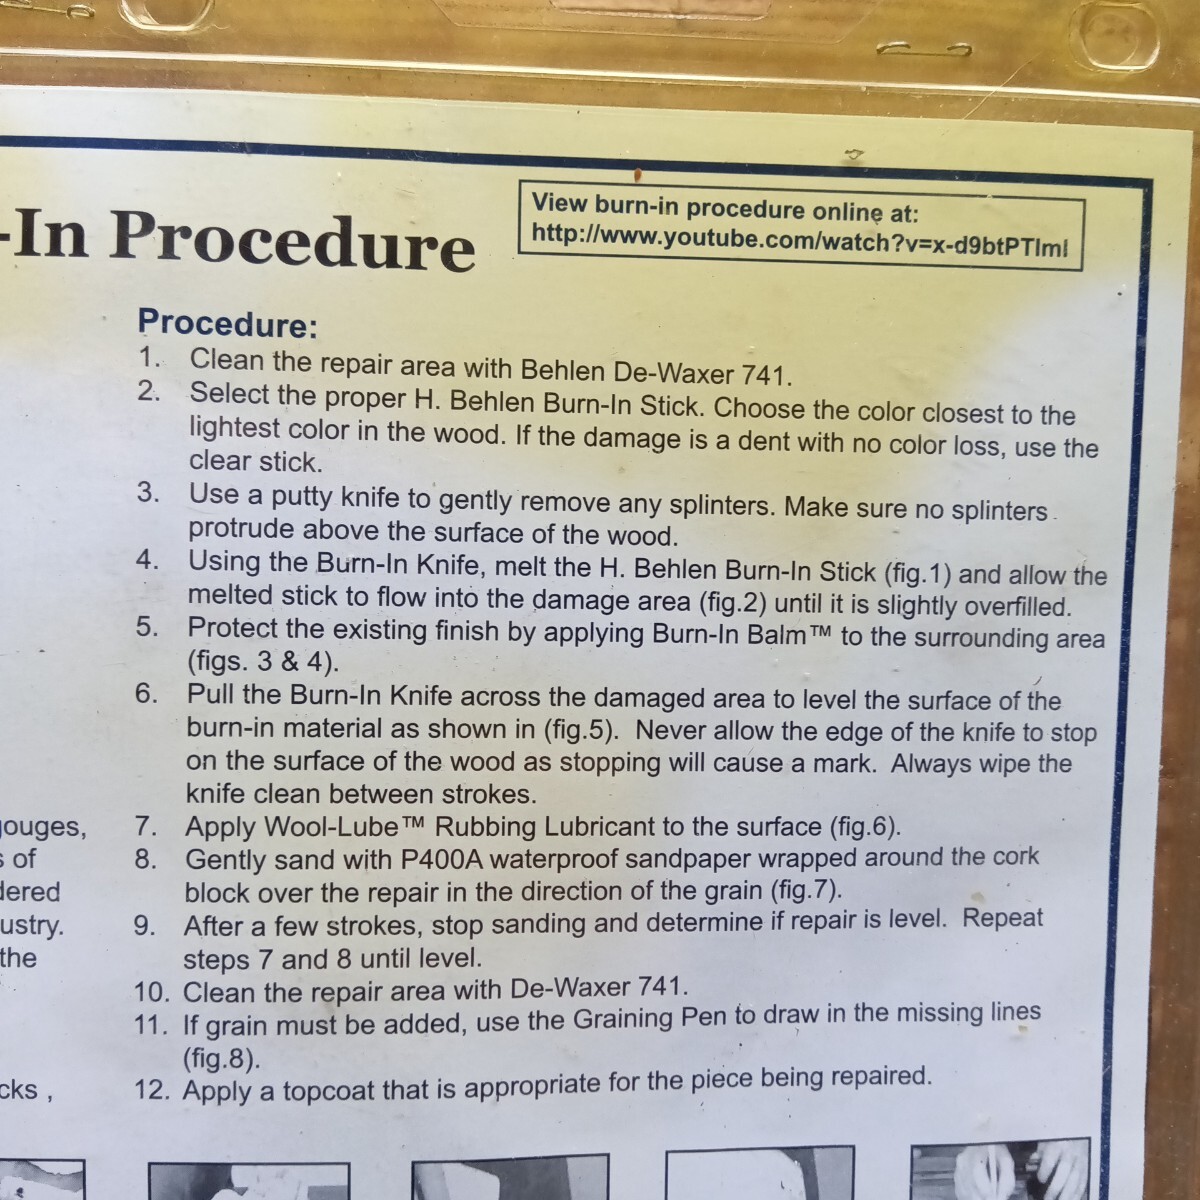 -In Procedure
View burn-in procedure online at:
http://www.youtube.com/watch?v=x-d9btPTlmI
Procedure:
1. Clean the repair area with Behlen De-Waxer 741.
2. Select the proper H. Behlen Burn-In Stick. Choose the color closest to the
lightest color in the wood. If the damage is a dent with no color loss, use the
clear stick.
3. Use a putty knife to gently remove any splinters. Make sure no splinters
protrude above the surface of the wood.
4. Using the Burn-In Knife, melt the H. Behlen Burn-In Stick (fig.1) and allow the
melted stick to flow into the damage area (fig.2) until it is slightly overfilled.
5. Protect the existing finish by applying Burn-In Balm™ to the surrounding area
(figs. 3 & 4).
6. Pull the Burn-In Knife across the damaged area to level the surface of the
burn-in material as shown in (fig.5). Never allow the edge of the knife to stop
on the surface of the wood as stopping will cause a mark. Always wipe the
knife clean between strokes.
7. Apply Wool-Lube™ Rubbing Lubricant to the surface (fig.6).
8. Gently sand with P400A waterproof sandpaper wrapped around the cork
block over the repair in the direction of the grain (fig.7).
9. After a few strokes, stop sanding and determine if repair is level. Repeat
steps 7 and 8 until level.
10. Clean the repair area with De-Waxer 741.
11. If grain must be added, use the Graining Pen to draw in the missing lines
(fig.8).
12. Apply a topcoat that is appropriate for the piece being repaired.
ouges,
s of
dered
ustry.
the
cks ,